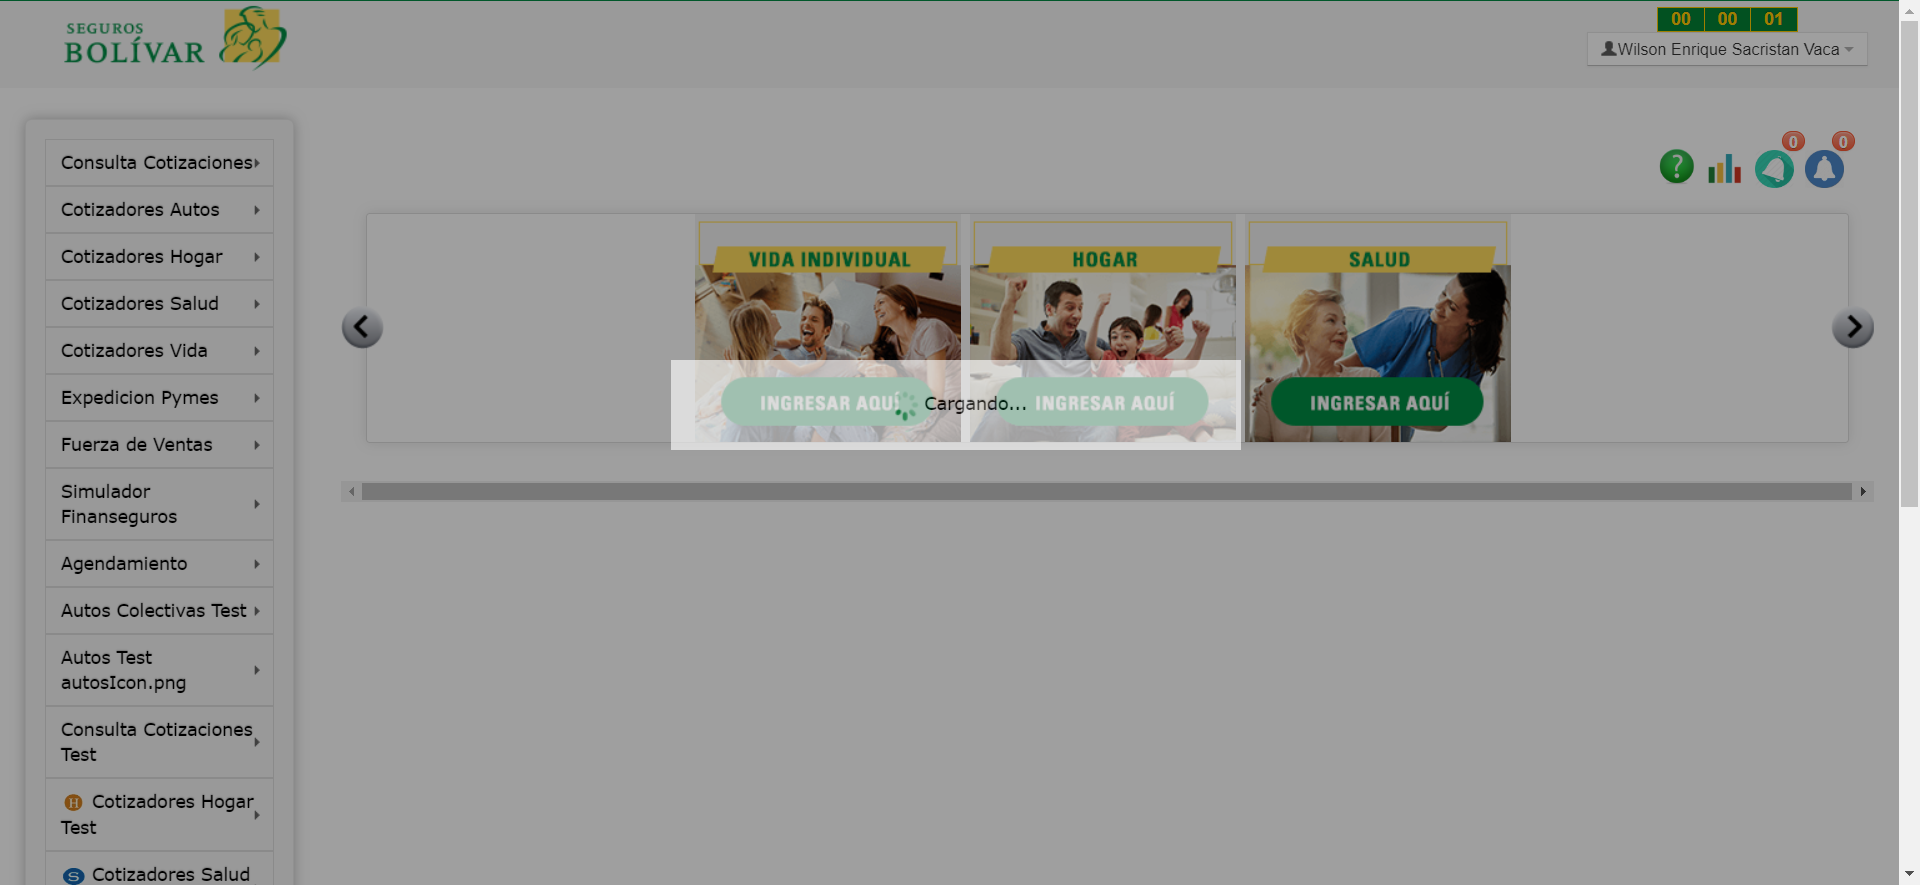 SEGUROS
BOLÍVAR
00 00 01
Wilson Enrique Sacristan Vaca
Consulta Cotizaciones
Cotizadores Autos
Cotizadores Hogar
Cotizadores Salud
Cotizadores Vida
Expedicion Pymes
Fuerza de Ventas
Simulador
Finanseguros
Agendamiento
Autos Colectivas Test
Autos Test
autosIcon.png
Consulta Cotizaciones
Test
H Cotizadores Hogar
Test
S Cotizadores Salud
?
0
0
VIDA INDIVIDUAL
INGRESAR AQUÍ
HOGAR
INGRESAR AQUÍ
SALUD
INGRESAR AQUÍ
Cargando...